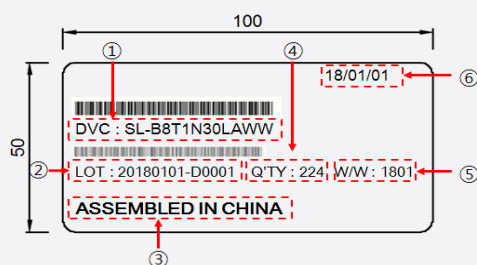 100
① ④
18/01/01 ⑥
50
DVC : SL-B8T1N30LAWW
② LOT : 20180101-D0001 Q'TY : 224 W/W : 1801 ⑤
ASSEMBLED IN CHINA
③